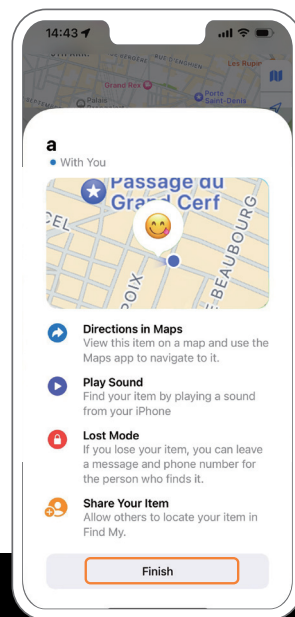 14:43
RUE D'ENGHIEN
Les Rupin
Grand Rex
Palais
Porte
Saint-Denis
a
With You
Passage du
Grand Cerf
BEAUBOURG
Directions in Maps
View this item on a map and use the
Maps app to navigate to it.
Play Sound
Find your item by playing a sound
from your iPhone
Lost Mode
If you lose your item, you can leave
a message and phone number for
the person who finds it.
Share Your Item
Allow others to locate your item in
Find My.
Finish